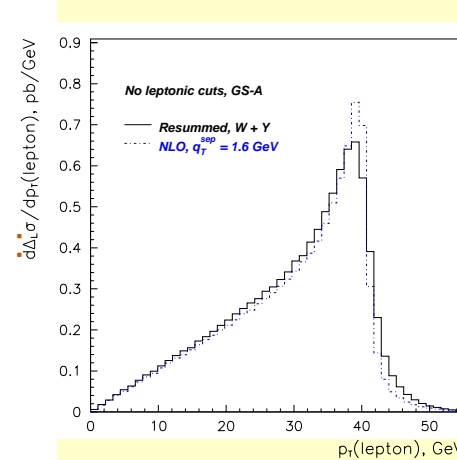 dΔ_Lσ/dp_T(lepton), pb/GeV
0.9
0.8
0.7
0.6
0.5
0.4
0.3
0.2
0.1
0
No leptonic cuts, GS-A
Resummed, W + Y
NLO, q_T^sep = 1.6 GeV
0 10 20 30 40 50
p_T(lepton), GeV